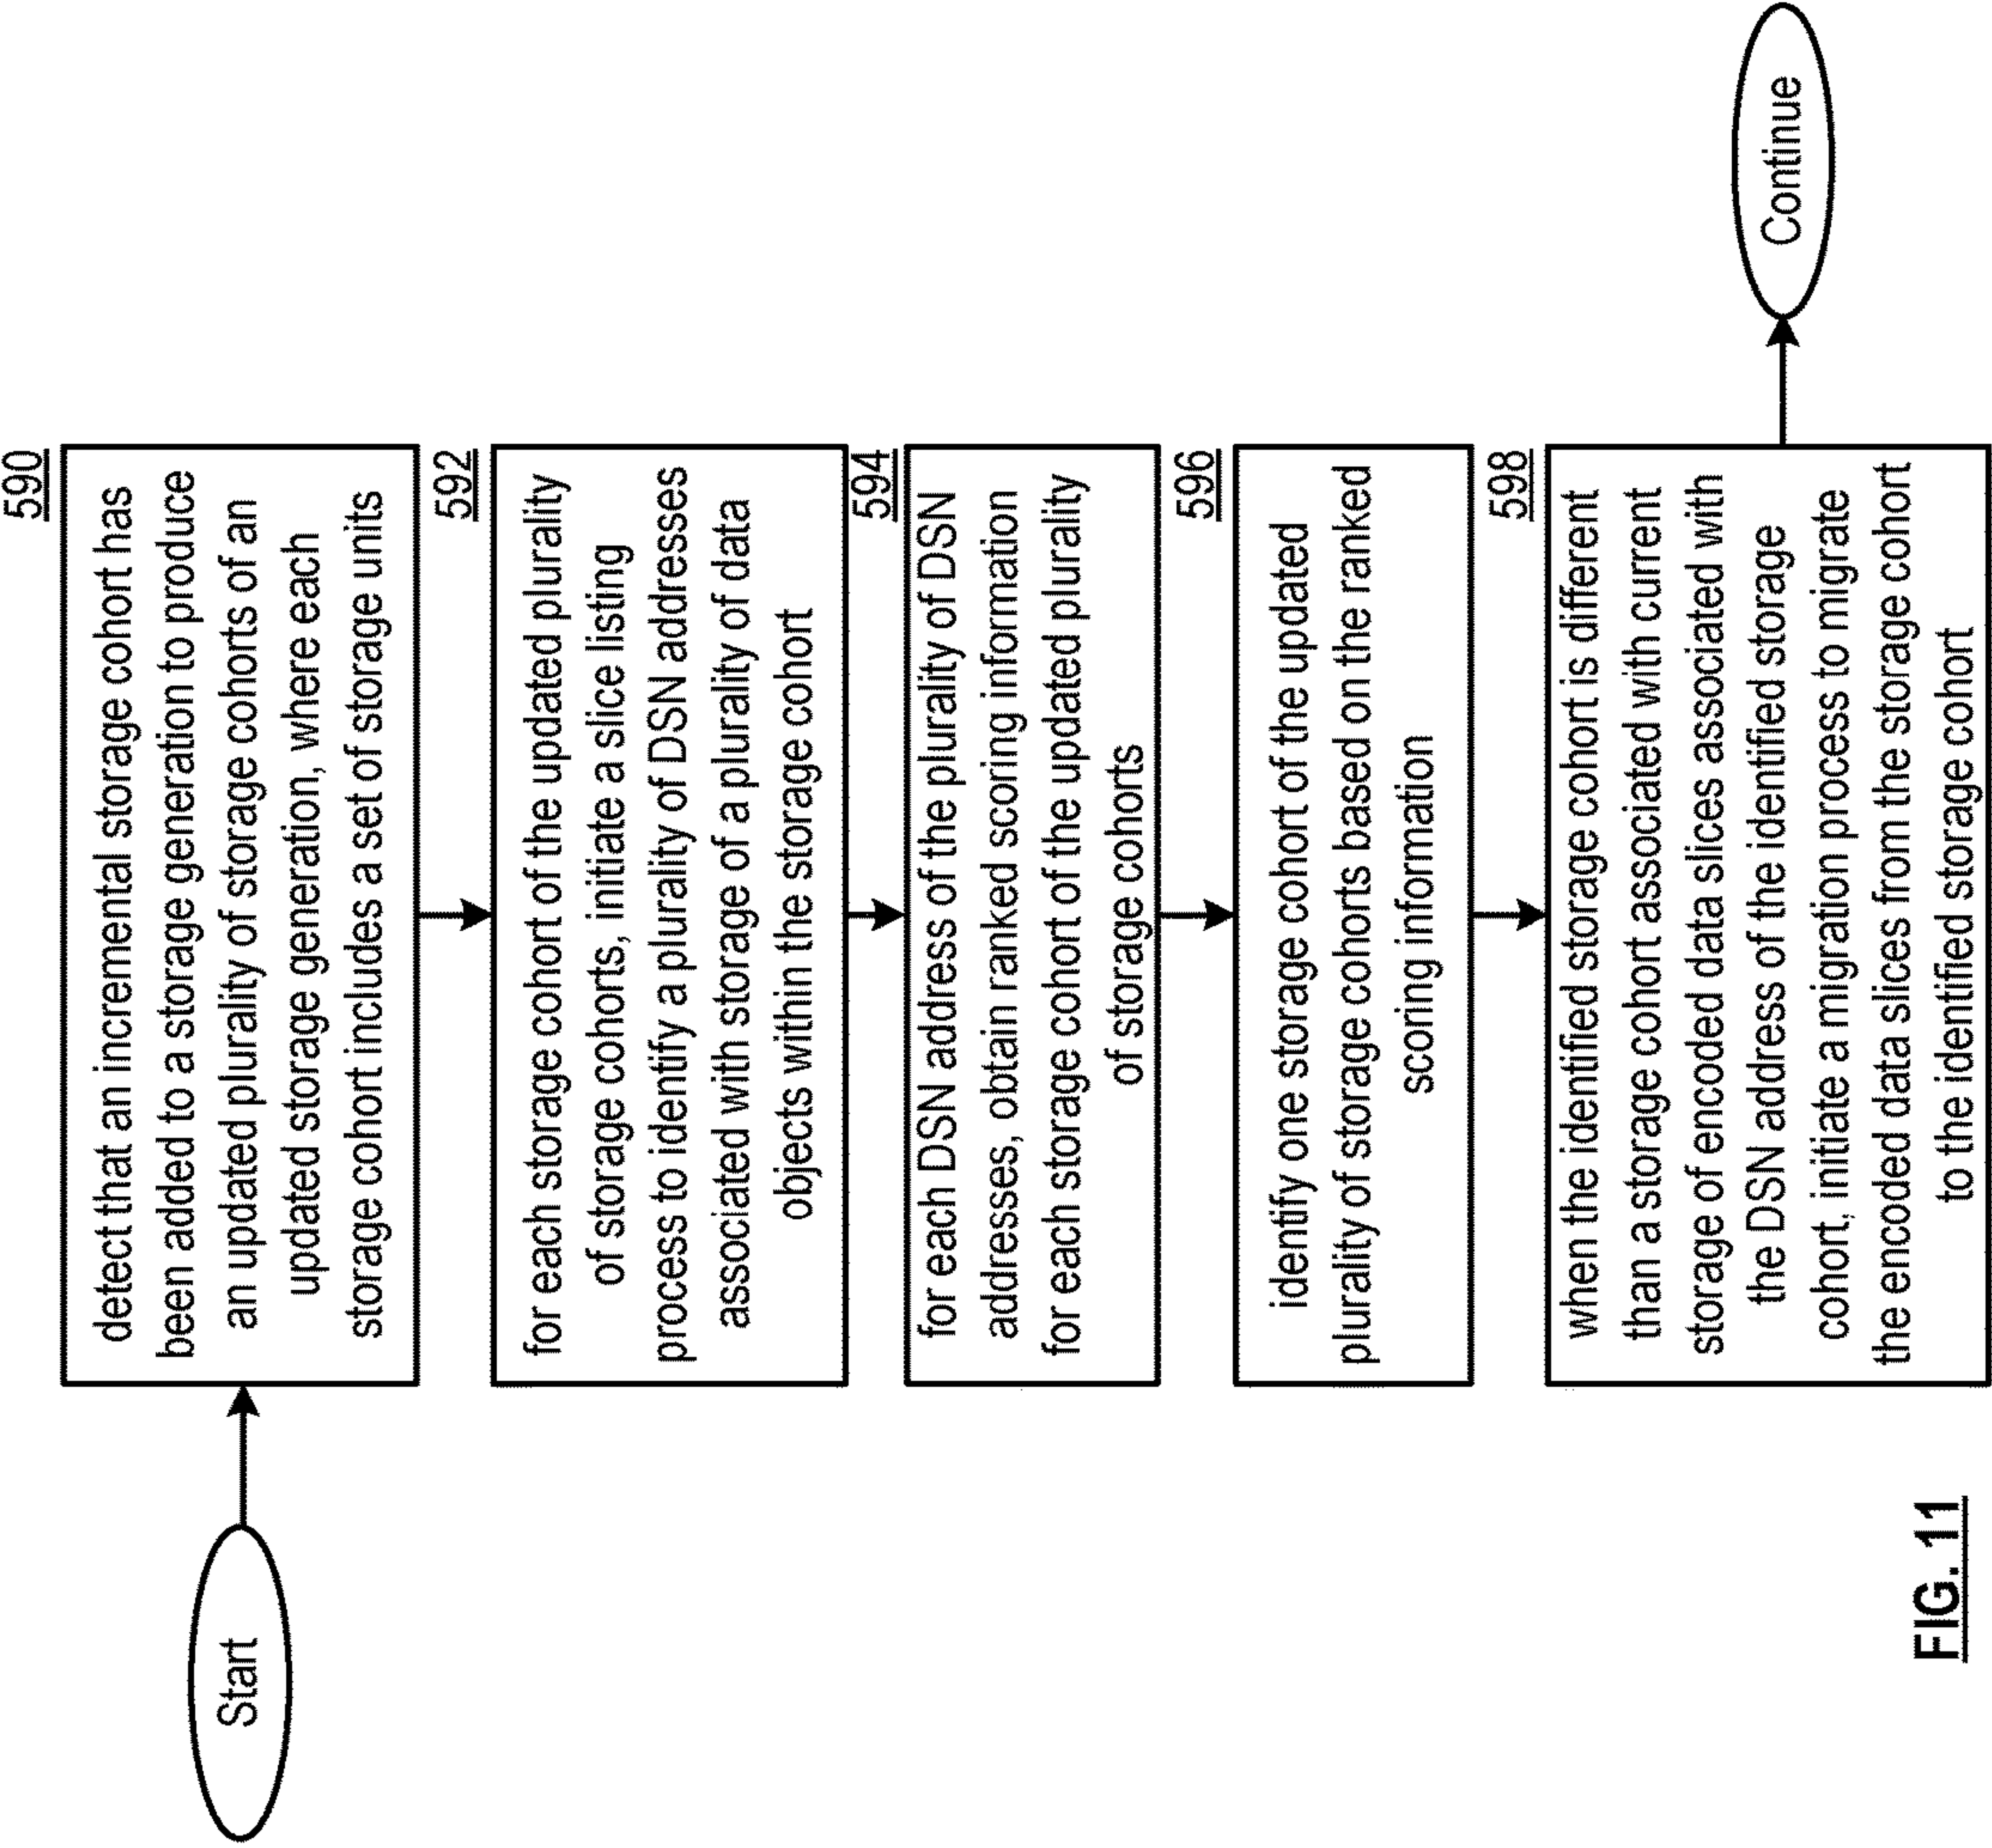 Start
590
detect that an incremental storage cohort has
been added to a storage generation to produce
an updated plurality of storage cohorts of an
updated storage generation, where each
storage cohort includes a set of storage units
592
for each storage cohort of the updated plurality
of storage cohorts, initiate a slice listing
process to identify a plurality of DSN addresses
associated with storage of a plurality of data
objects within the storage cohort
594
for each DSN address of the plurality of DSN
addresses, obtain ranked scoring information
for each storage cohort of the updated plurality
of storage cohorts
596
identify one storage cohort of the updated
plurality of storage cohorts based on the ranked
scoring information
598
when the identified storage cohort is different
than a storage cohort associated with current
storage of encoded data slices associated with
the DSN address of the identified storage
cohort, initiate a migration process to migrate
the encoded data slices from the storage cohort
to the identified storage cohort
Continue
FIG. 11